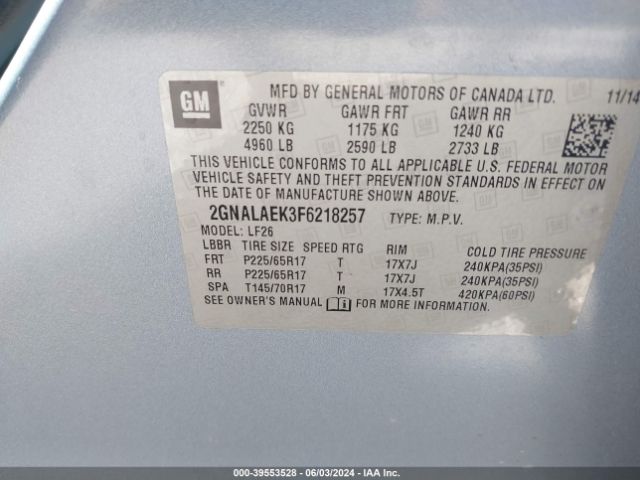 GM
MFD BY GENERAL MOTORS OF CANADA LTD. 11/14
GVWR GAWR FRT GAWR RR
2250 KG 1175 KG 1240 KG
4960 LB 2590 LB 2733 LB
THIS VEHICLE CONFORMS TO ALL APPLICABLE U.S. FEDERAL MOTOR
VEHICLE SAFETY AND THEFT PREVENTION STANDARDS IN EFFECT ON
THE DATE OF MANUFACTURE SHOWN ABOVE.
2GNALAEK3F6218257 TYPE: M.P.V.
MODEL: LF26
LBBR TIRE SIZE SPEED RTG RIM COLD TIRE PRESSURE
FRT P225/65R17 T 17X7J 240KPA(35PSI)
RR P225/65R17 T 17X7J 240KPA(35PSI)
SPA T145/70R17 M 17X4.5T 420KPA(60PSI)
SEE OWNER'S MANUAL FOR MORE INFORMATION.
000-39553528 - 06/03/2024 - IAA Inc.